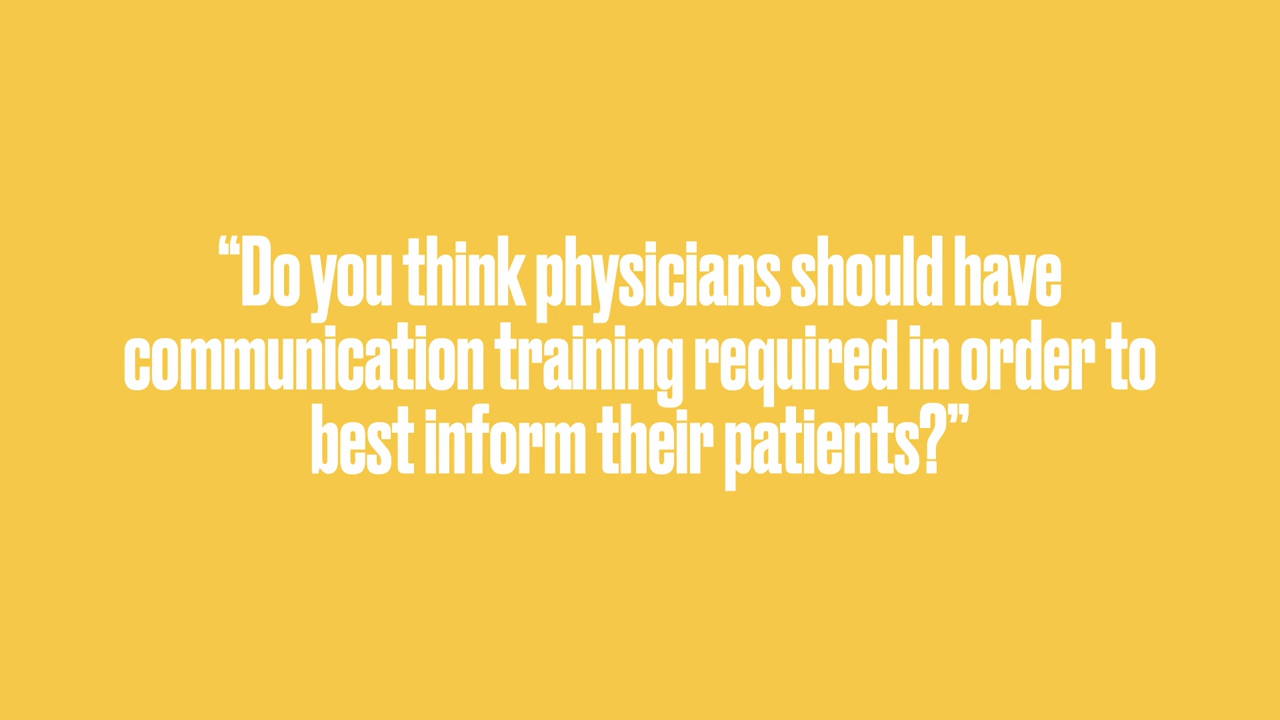 “Do you think physicians should have
communication training required in order to
best inform their patients?”